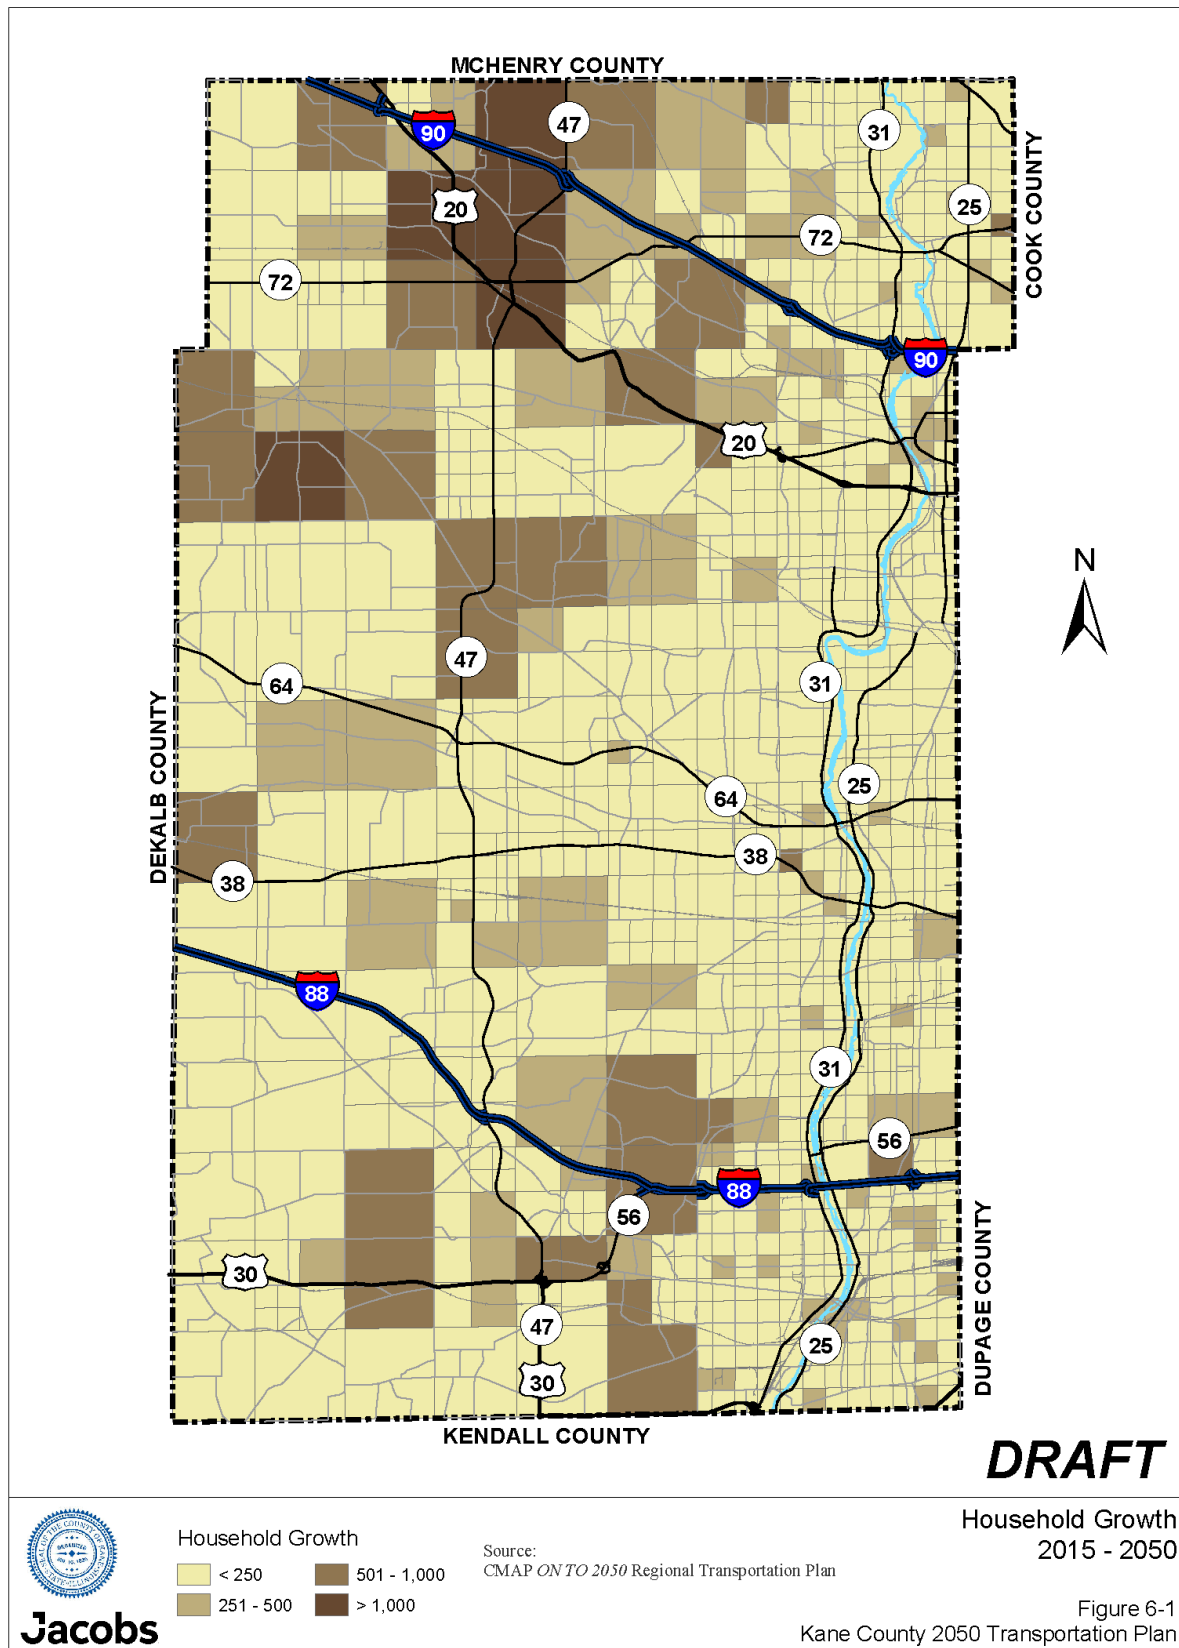 MCHENRY COUNTY
90
47
31
25
20
72
72
COOK COUNTY
90
20
N
47
64
31
DEKALB COUNTY
25
64
38
38
88
31
56
88
56
30
DUPAGE COUNTY
47
25
30
KENDALL COUNTY
DRAFT
Household Growth
2015 - 2050
Household Growth
< 250
501 - 1,000
251 - 500
> 1,000
Source:
CMAP ON TO 2050 Regional Transportation Plan
Jacobs
Figure 6-1
Kane County 2050 Transportation Plan